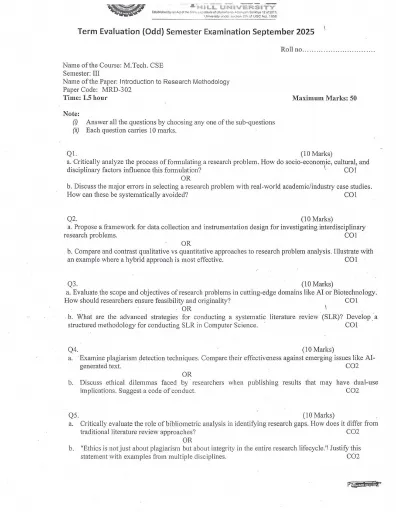 HILL UNIVERSITY
Term Evaluation (Odd) Semester Examination September 2025
Roll no..............................
Name of the Course: M.Tech. CSE
Semester: III
Name of the Paper: Introduction to Research Methodology
Paper Code: MRD-302
Time: 1.5 hour Maximum Marks: 50
Note:
(i) Answer all the questions by choosing any one of the sub-questions
(ii) Each question carries 10 marks.
Q1. (10 Marks)
a. Critically analyze the process of formulating a research problem. How do socio-economic, cultural, and
disciplinary factors influence this formulation? CO1
OR
b. Discuss the major errors in selecting a research problem with real-world academic/industry case studies.
How can these be systematically avoided? CO1
Q2. (10 Marks)
a. Propose a framework for data collection and instrumentation design for investigating interdisciplinary
research problems. CO1
OR
b. Compare and contrast qualitative vs quantitative approaches to research problem analysis. Illustrate with
an example where a hybrid approach is most effective. CO1
Q3. (10 Marks)
a. Evaluate the scope and objectives of research problems in cutting-edge domains like AI or Biotechnology.
How should researchers ensure feasibility and originality? CO1
OR
b. What are the advanced strategies for conducting a systematic literature review (SLR)? Develop a
structured methodology for conducting SLR in Computer Science. CO1
Q4. (10 Marks)
a. Examine plagiarism detection techniques. Compare their effectiveness against emerging issues like AI-
generated text. CO2
OR
b. Discuss ethical dilemmas faced by researchers when publishing results that may have dual-use
implications. Suggest a code of conduct. CO2
Q5. (10 Marks)
a. Critically evaluate the role of bibliometric analysis in identifying research gaps. How does it differ from
traditional literature review approaches? CO2
OR
b. "Ethics is not just about plagiarism but about integrity in the entire research lifecycle." Justify this
statement with examples from multiple disciplines. CO2